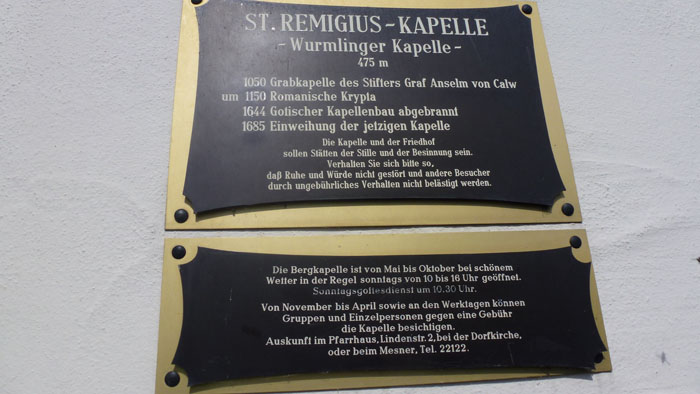 ST. REMIGIUS-KAPELLE
- Wurmlinger Kapelle -
475 m
1050 Grabkapelle des Stifters Graf Anselm von Calw
um 1150 Romanische Krypta
1644 Gotischer Kapellenbau abgebrannt
1685 Einweihung der jetzigen Kapelle
Die Kapelle und der Friedhof
sollen Stätten der Stille und der Besinnung sein.
Verhalten Sie sich bitte so,
daß Ruhe und Würde nicht gestört und andere Besucher
durch ungebührliches Verhalten nicht belästigt werden.
Die Bergkapelle ist von Mai bis Oktober bei schönem
Wetter in der Regel sonntags von 10 bis 16 Uhr geöffnet.
Sonntagsgottesdienst um 10.30 Uhr.
Von November bis April sowie an den Werktagen können
Gruppen und Einzelpersonen gegen eine Gebühr
die Kapelle besichtigen.
Auskunft im Pfarrhaus, Lindenstr. 2, bei der Dorfkirche,
oder beim Mesner, Tel. 22122.